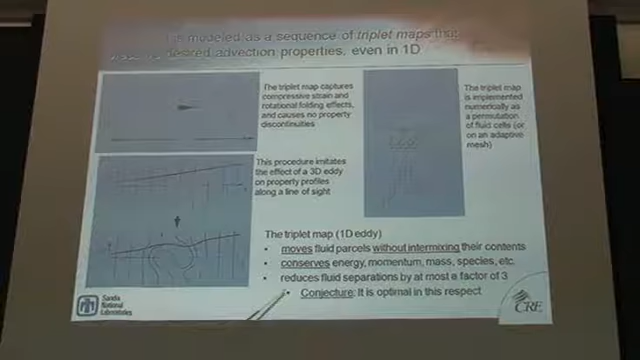 is modeled as a sequence of triplet maps that
desired advection properties, even in 1D
The triplet map captures
compressive strain and
rotational folding effects,
and causes no property
discontinuities
The triplet map
is implemented
numerically as
a permutation
of fluid cells (or
on an adaptive
mesh)
This procedure imitates
the effect of a 3D eddy
on property profiles
along a line of sight
The triplet map (1D eddy)
• moves fluid parcels without intermixing their contents
• conserves energy, momentum, mass, species, etc.
• reduces fluid separations by at most a factor of 3
• Conjecture: It is optimal in this respect
Sandia
National
Laboratories
CRF